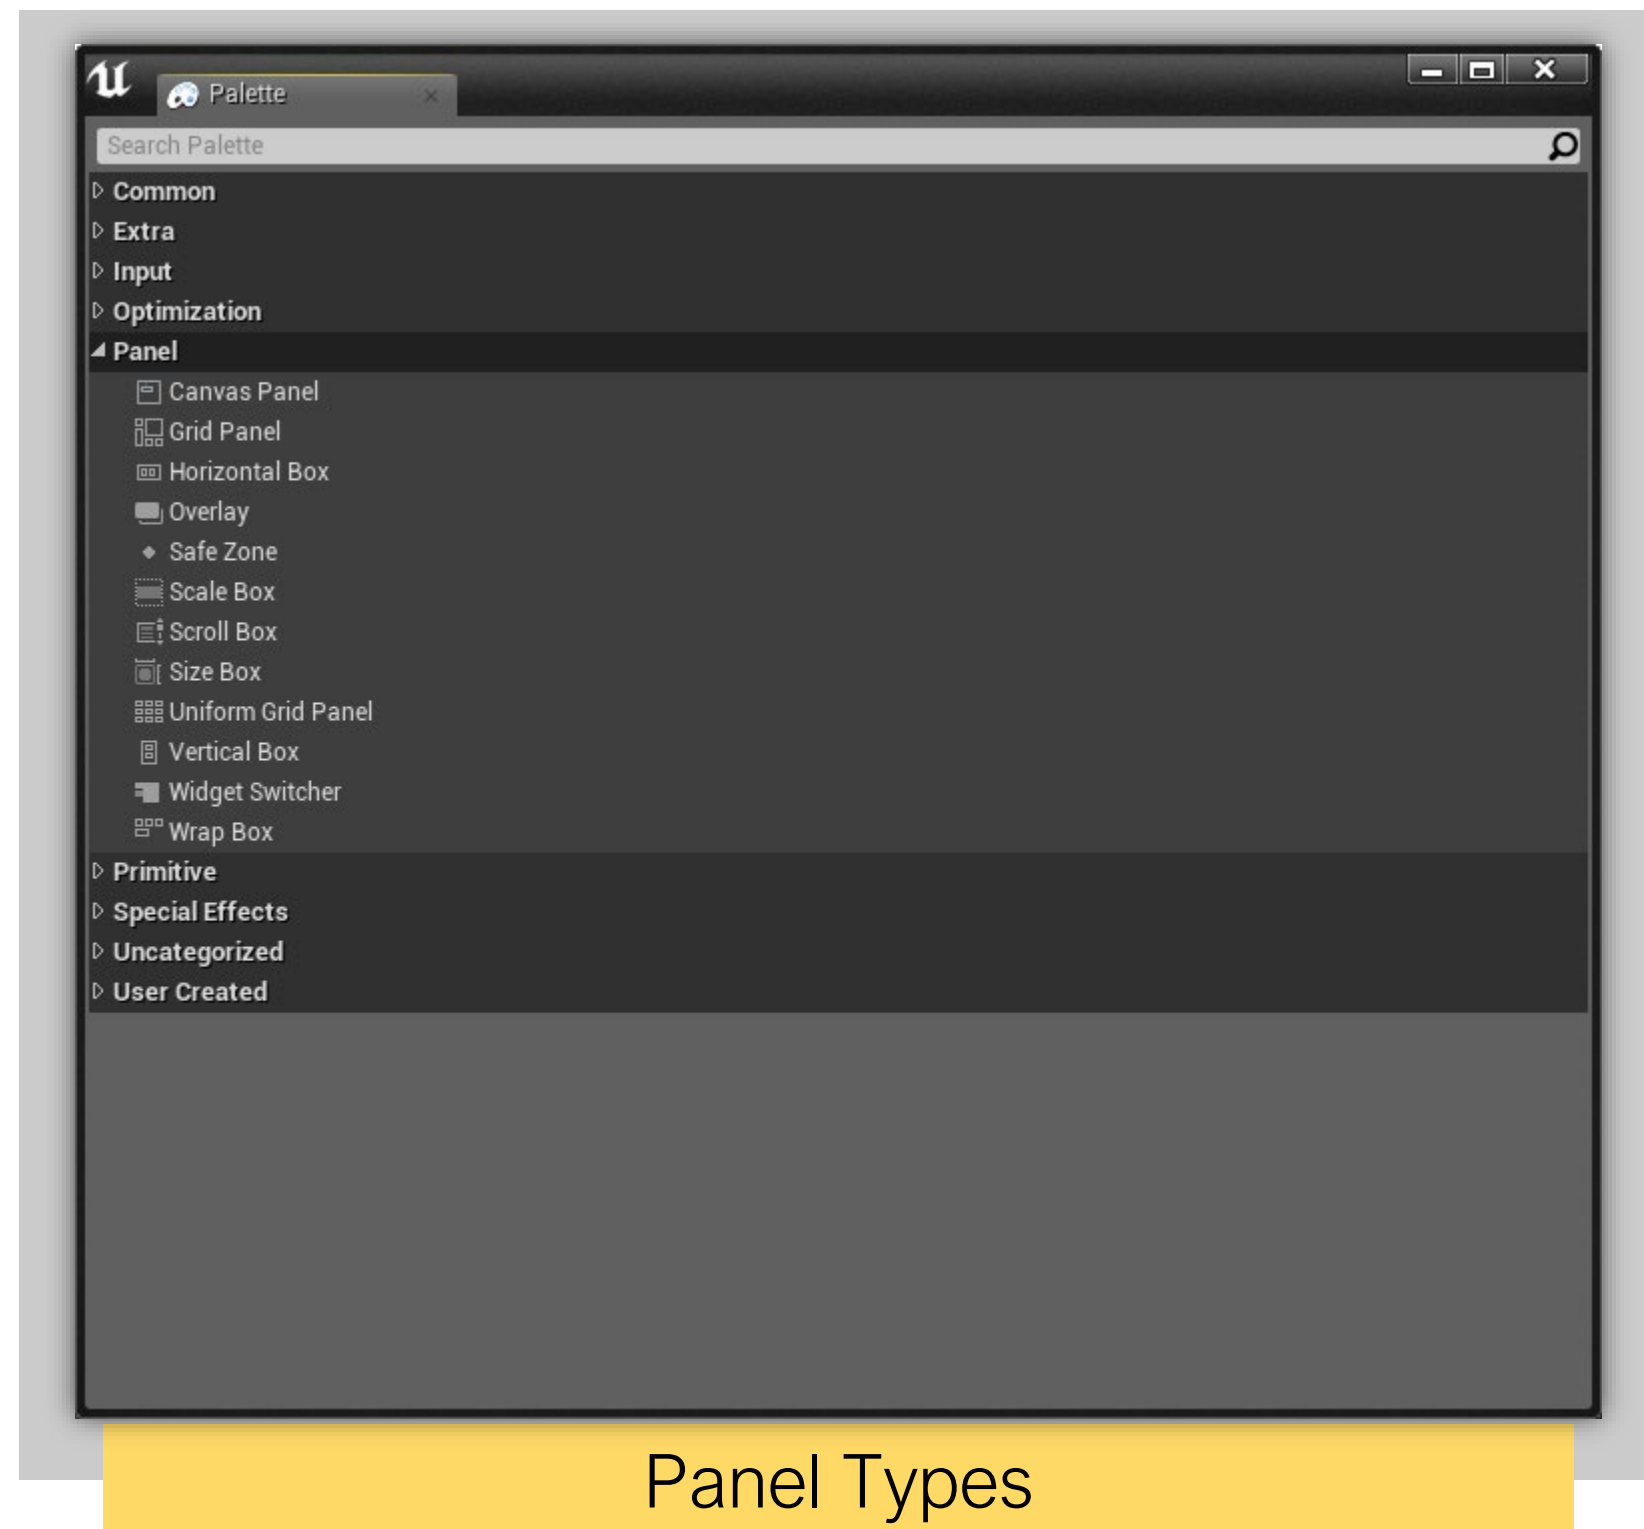 Palette
Search Palette
Common
Extra
Input
Optimization
Panel
Canvas Panel
Grid Panel
Horizontal Box
Overlay
Safe Zone
Scale Box
Scroll Box
Size Box
Uniform Grid Panel
Vertical Box
Widget Switcher
Wrap Box
Primitive
Special Effects
Uncategorized
User Created
Panel Types